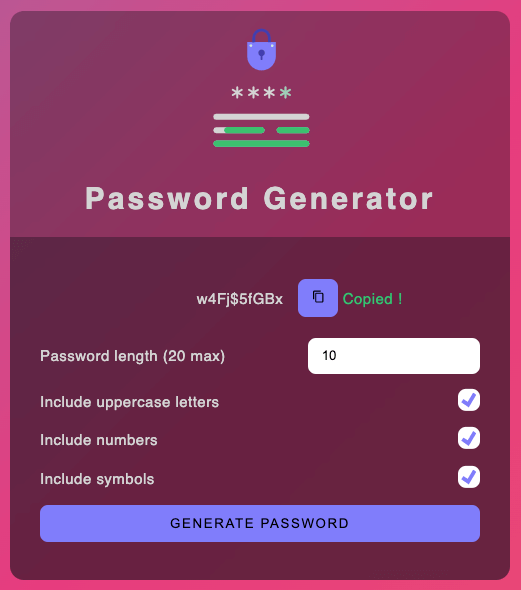 ****
Password Generator
w4Fj$5fGBx Copied !
Password length (20 max) 10
Include uppercase letters
Include numbers
Include symbols
GENERATE PASSWORD